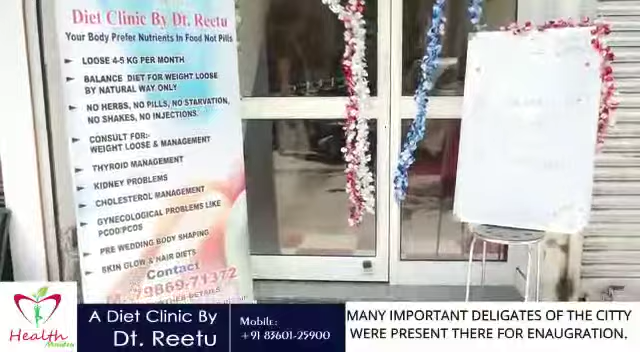 Diet Clinic By Dt. Reetu
Your Body Prefer Nutrients In Food Not Pills
LOOSE 4-5 KG PER MONTH
BALANCE DIET FOR WEIGHT LOOSE
BY NATURAL WAY ONLY
NO HERBS, NO PILLS, NO STARVATION,
NO SHAKES, NO INJECTIONS.
CONSULT FOR:-
WEIGHT LOOSE & MANAGEMENT
THYROID MANAGEMENT
KIDNEY PROBLEMS
CHOLESTEROL MANAGEMENT
GYNECOLOGICAL PROBLEMS LIKE
PCOD/PCOS
PRE WEDDING BODY SHAPING
SKIN GLOW & HAIR DIETS
Contact
79869-71372
DETAILS
Health
A Diet Clinic By
Dt. Reetu
Mobile:
+91 83601-25900
MANY IMPORTANT DELIGATES OF THE CITTY
WERE PRESENT THERE FOR ENAUGRATION.